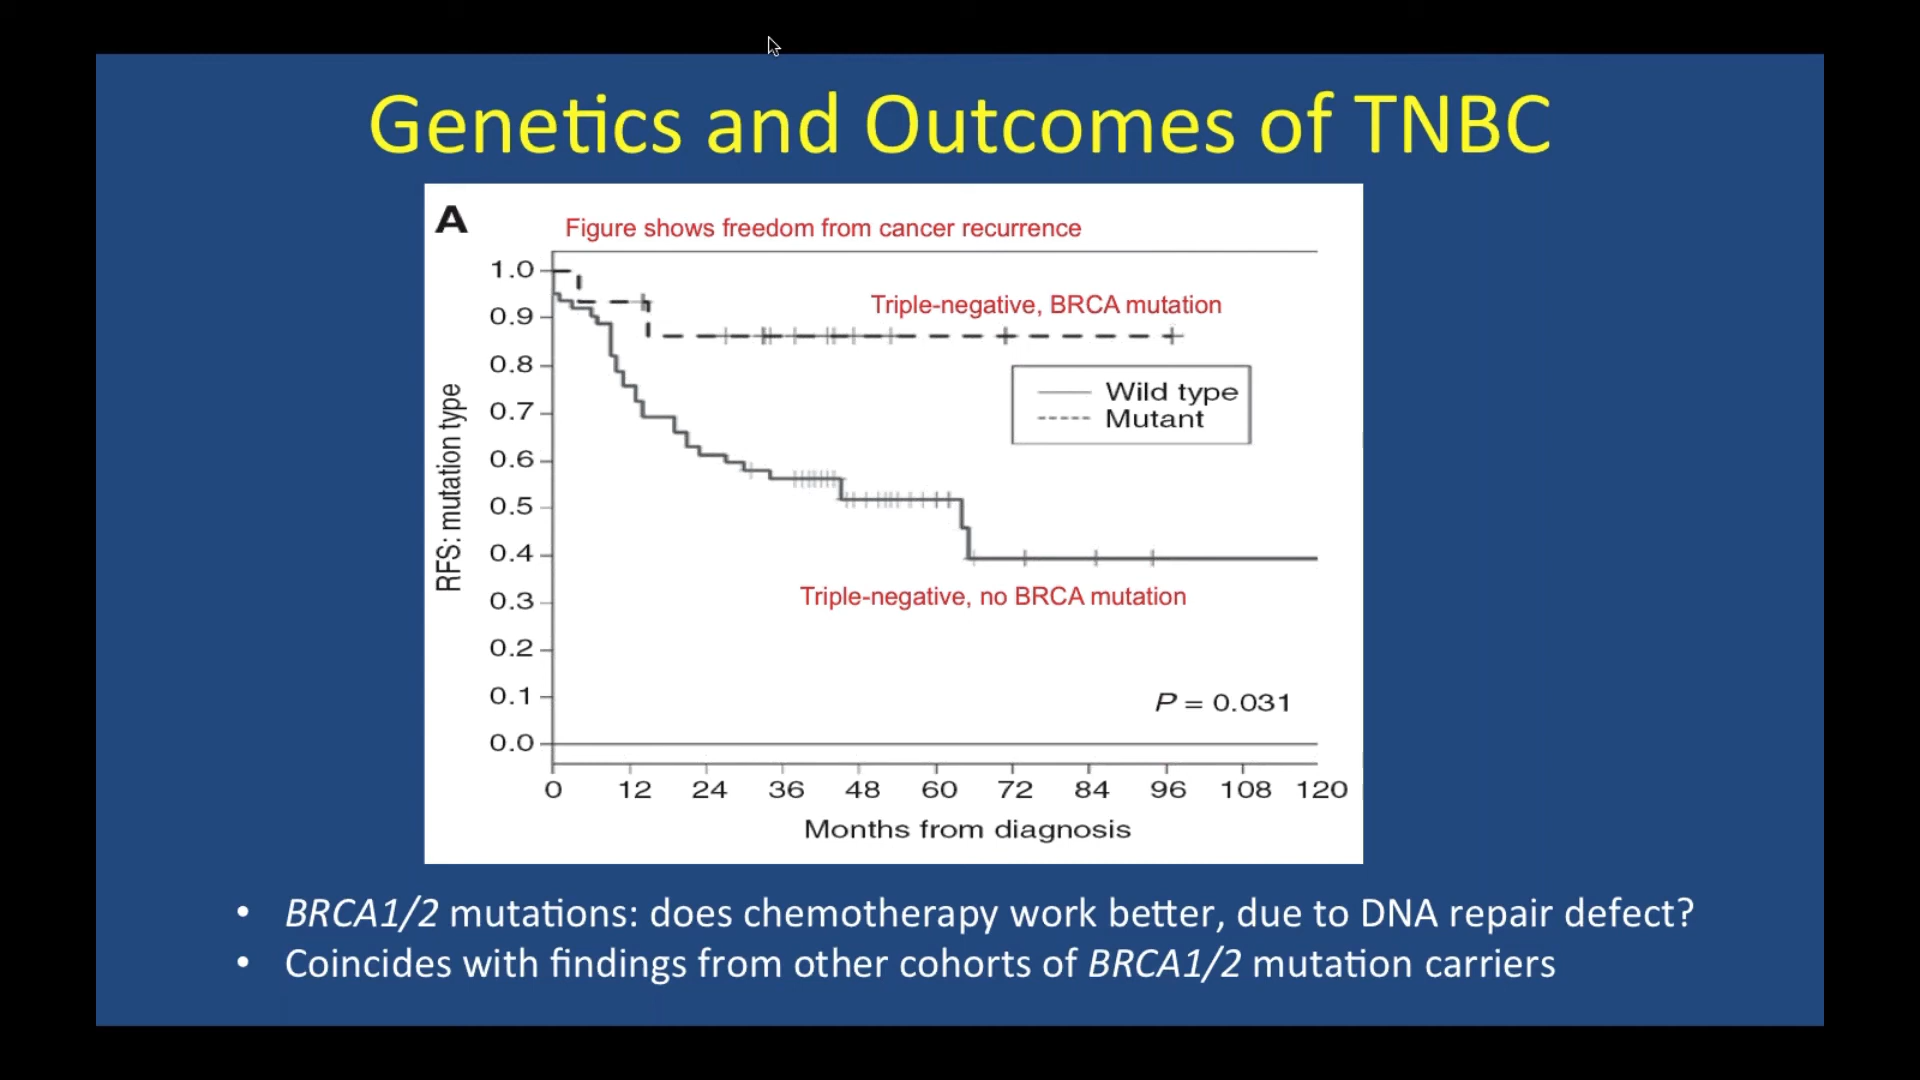 Genetics and Outcomes of TNBC
A
Figure shows freedom from cancer recurrence
1.0
Triple-negative, BRCA mutation
0.9
0.8
Wild type
Mutant
0.7
RFS: mutation type
0.6
0.5
0.4
Triple-negative, no BRCA mutation
0.3
0.2
0.1
P = 0.031
0.0
0 12 24 36 48 60 72 84 96 108 120
Months from diagnosis
• BRCA1/2 mutations: does chemotherapy work better, due to DNA repair defect?
• Coincides with findings from other cohorts of BRCA1/2 mutation carriers